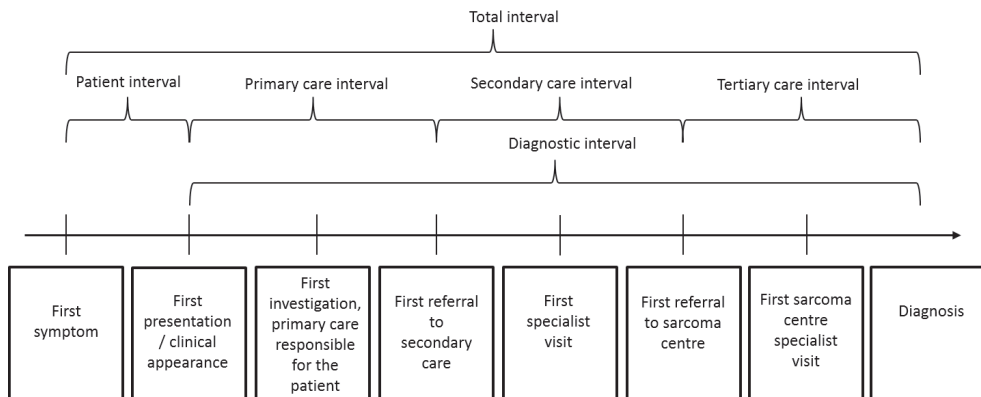 Total interval
Patient interval
Primary care interval
Secondary care interval
Tertiary care interval
Diagnostic interval
First
symptom
First
presentation
/ clinical
appearance
First
investigation,
primary care
responsible
for the
patient
First referral
to
secondary
care
First
specialist
visit
First referral
to sarcoma
centre
First sarcoma
centre
specialist
visit
Diagnosis